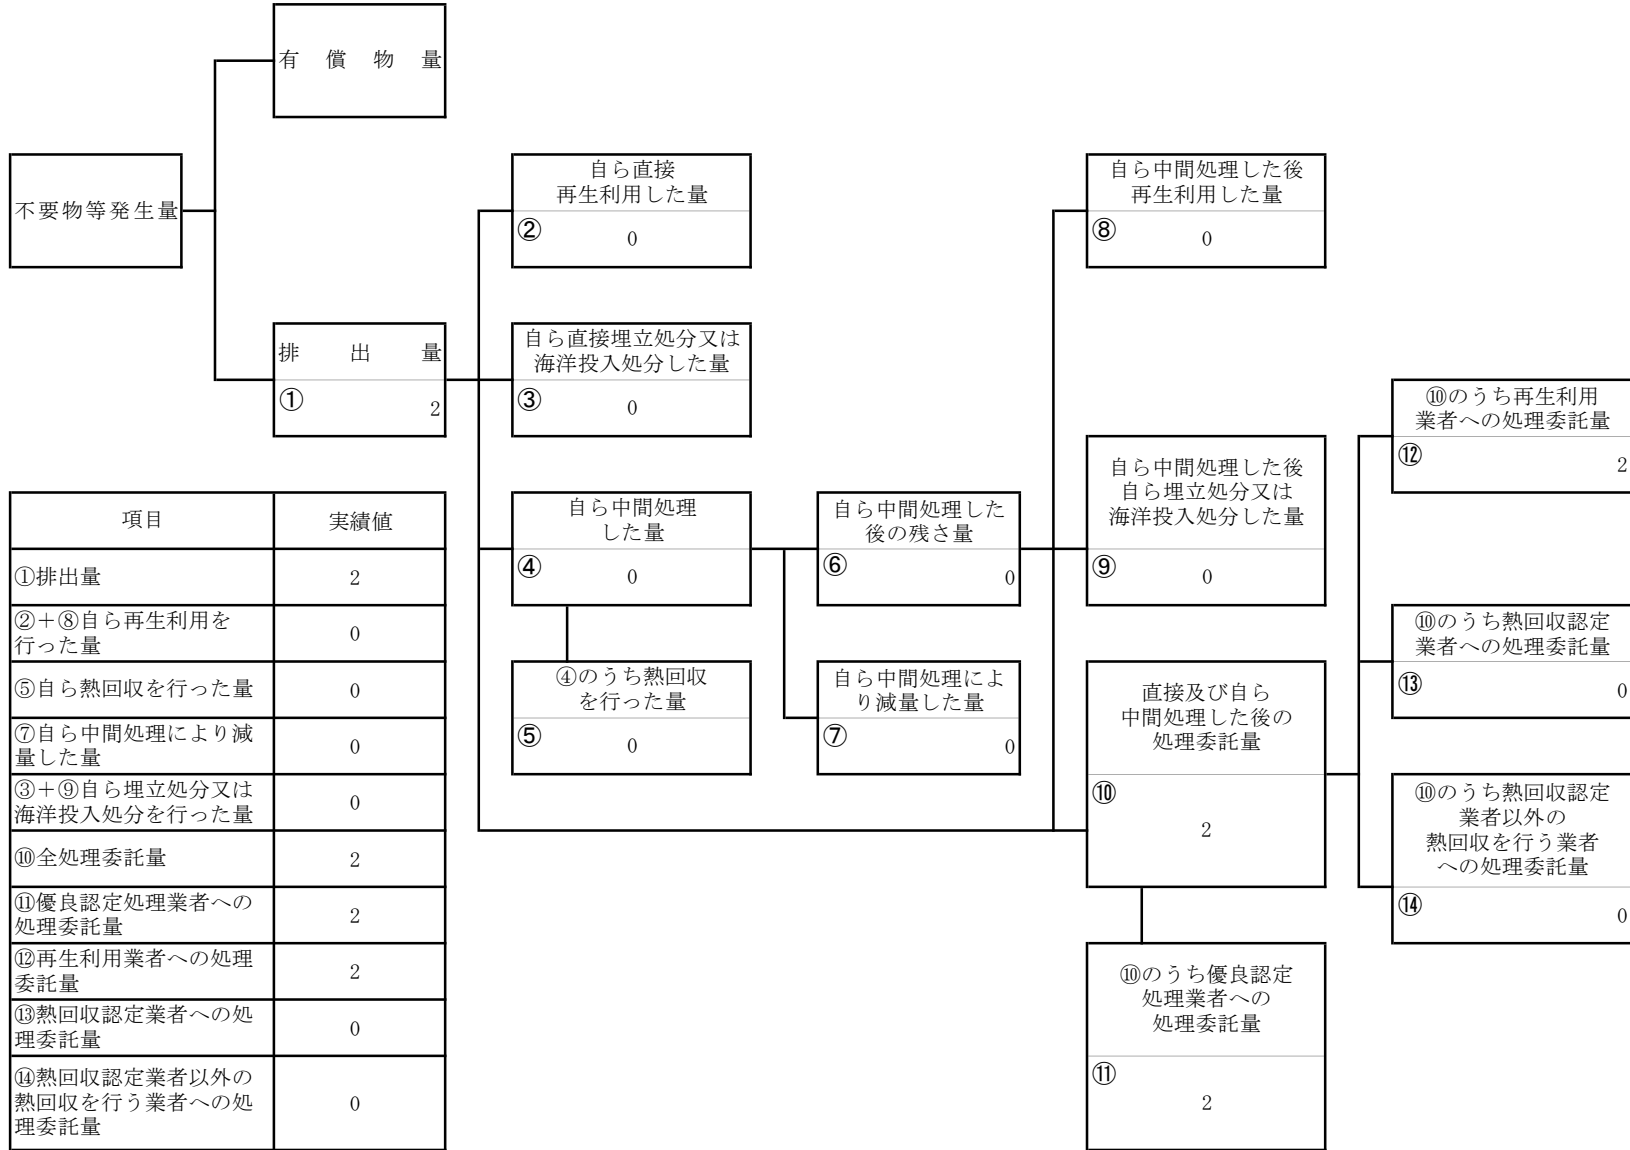 有償物量
不要物等発生量
自ら直接
再生利用した量
②
0
自ら中間処理した後
再生利用した量
⑧
0
排出量
①
2
自ら直接埋立処分又は
海洋投入処分した量
③
0
⑩のうち再生利用
業者への処理委託量
⑫
2
自ら中間処理
した量
④
0
自ら中間処理した
後の残さ量
⑥
0
自ら中間処理した後
自ら埋立処分又は
海洋投入処分した量
⑨
0
⑩のうち熱回収認定
業者への処理委託量
⑬
0
④のうち熱回収
を行った量
⑤
0
自ら中間処理によ
り減量した量
⑦
0
直接及び自ら
中間処理した後の
処理委託量
⑩
2
⑩のうち熱回収認定
業者以外の
熱回収を行う業者
への処理委託量
⑭
0
⑩のうち優良認定
処理業者への
処理委託量
⑪
2
項目 実績値
①排出量 2
②＋⑧自ら再生利用を
行った量
0
⑤自ら熱回収を行った量 0
⑦自ら中間処理により減
量した量
0
③＋⑨自ら埋立処分又は
海洋投入処分を行った量
0
⑩全処理委託量 2
⑪優良認定処理業者への
処理委託量
2
⑫再生利用業者への処理
委託量
2
⑬熱回収認定業者への処
理委託量
0
⑭熱回収認定業者以外の
熱回収を行う業者への処
理委託量
0